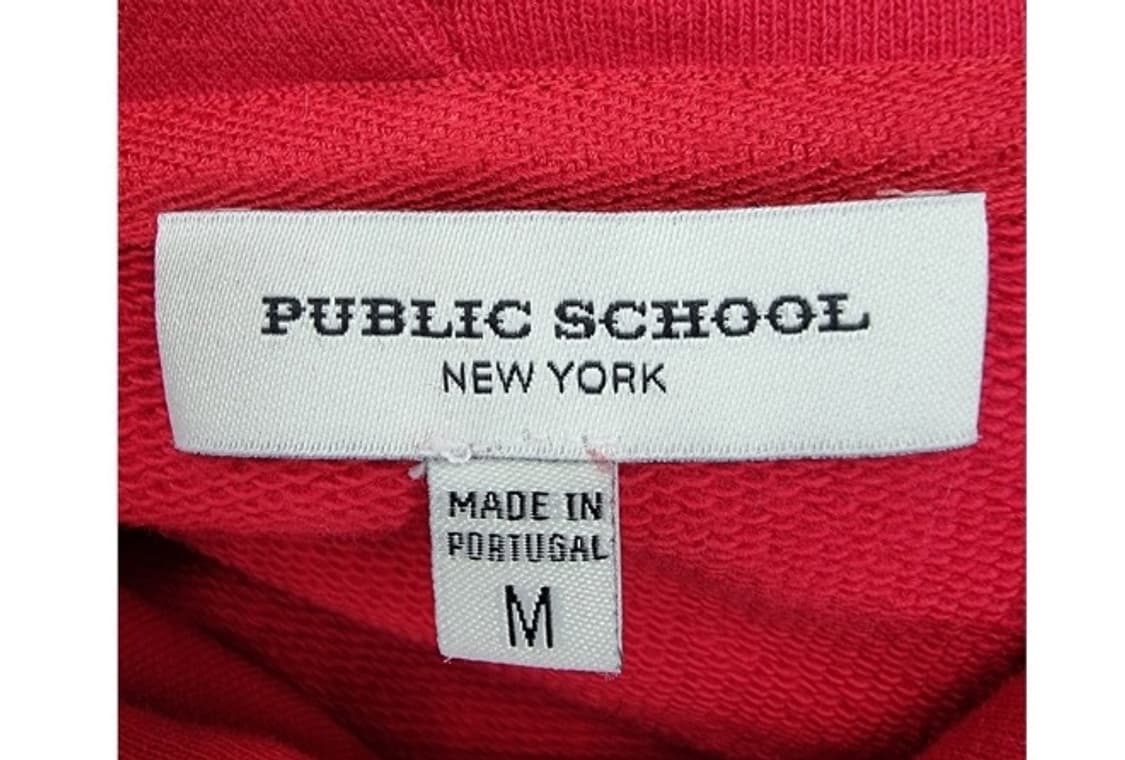 PUBLIC SCHOOL
NEW YORK
MADE IN
PORTUGAL
M